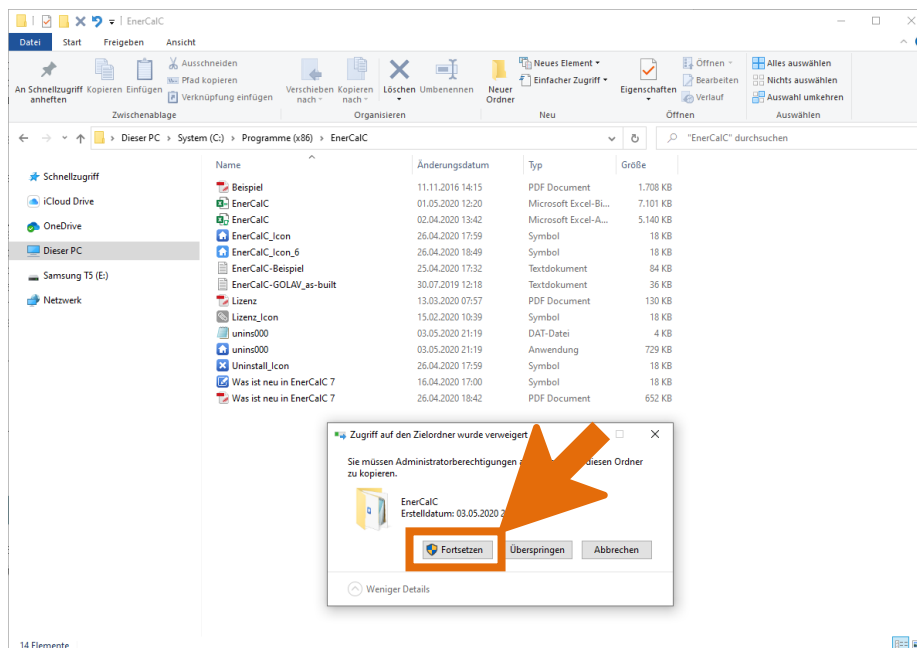 EnerCalC
Datei Start Freigeben Ansicht
An Schnellzugriff anheften
Kopieren
Einfügen
Ausschneiden
Pfad kopieren
Verknüpfung einfügen
Zwischenablage
Verschieben nach
Kopieren nach
Löschen
Umbenennen
Organisieren
Neuer Ordner
Neues Element
Einfacher Zugriff
Neu
Eigenschaften
Öffnen
Bearbeiten
Verlauf
Öffnen
Alles auswählen
Nichts auswählen
Auswahl umkehren
Auswählen
Dieser PC › System (C:) › Programme (x86) › EnerCalC
"EnerCalC" durchsuchen
Schnellzugriff
iCloud Drive
OneDrive
Dieser PC
Samsung T5 (E:)
Netzwerk
Name Änderungsdatum Typ Größe
Beispiel 11.11.2016 14:15 PDF Document 1.708 KB
EnerCalC 01.05.2020 12:20 Microsoft Excel-Bi... 7.101 KB
EnerCalC 02.04.2020 13:42 Microsoft Excel-A... 5.140 KB
EnerCalC_Icon 26.04.2020 17:59 Symbol 18 KB
EnerCalC_Icon_6 26.04.2020 18:49 Symbol 18 KB
EnerCalC-Beispiel 25.04.2020 17:32 Textdokument 84 KB
EnerCalC-GOLAV_as-built 30.07.2019 12:18 Textdokument 36 KB
Lizenz 13.03.2020 07:57 PDF Document 130 KB
Lizenz_Icon 15.02.2020 10:39 Symbol 18 KB
unins000 03.05.2020 21:19 DAT-Datei 4 KB
unins000 03.05.2020 21:19 Anwendung 729 KB
Uninstall_Icon 26.04.2020 17:59 Symbol 18 KB
Was ist neu in EnerCalC 7 16.04.2020 17:00 Symbol 18 KB
Was ist neu in EnerCalC 7 26.04.2020 18:42 PDF Document 652 KB
Zugriff auf den Zielordner wurde verweigert
Sie müssen Administratorberechtigungen diesen Ordner
zu kopieren.
EnerCalC
Erstelldatum: 03.05.2020
Fortsetzen Überspringen Abbrechen
Weniger Details
14 Elemente